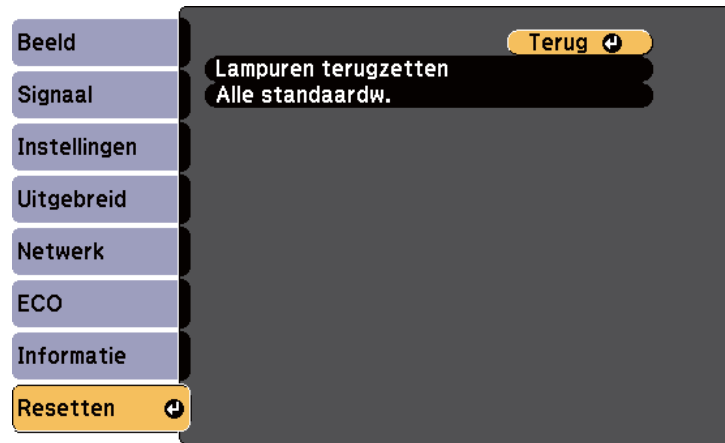 Beeld
Signaal
Instellingen
Uitgebreid
Netwerk
ECO
Informatie
Resetten
Terug
Lampuren terugzetten
Alle standaardw.